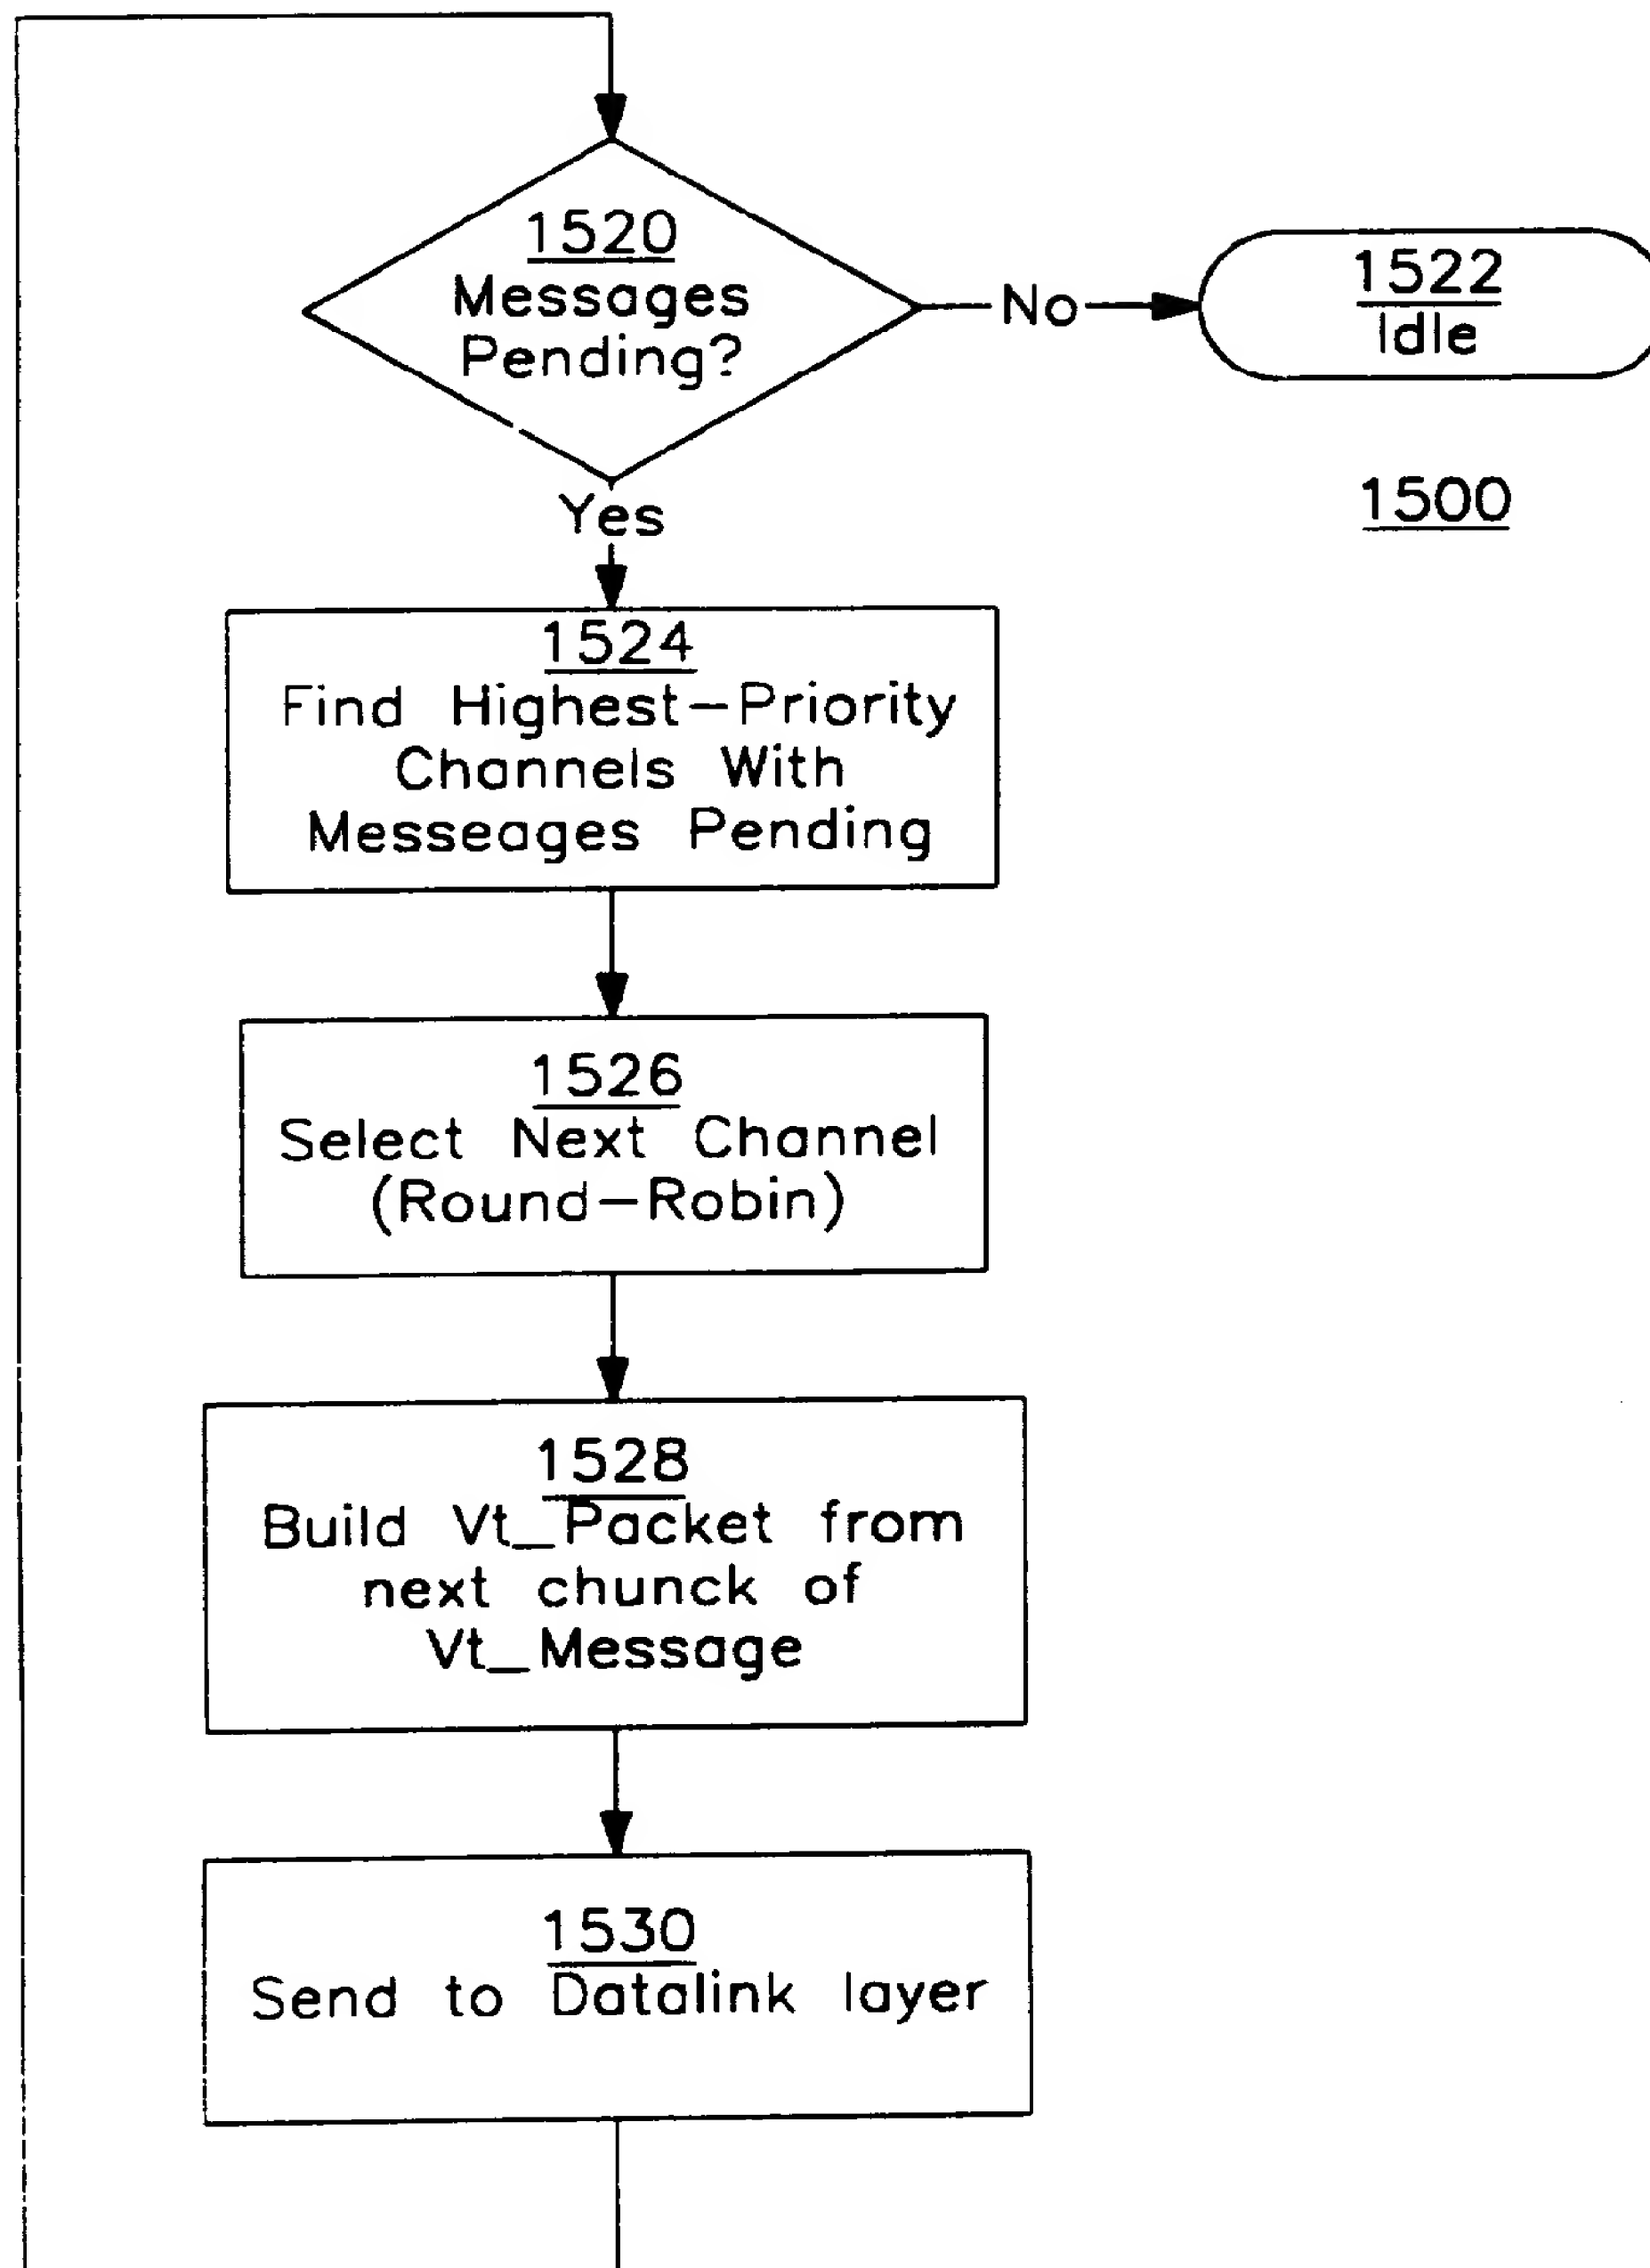 1520
Messages
Pending?
No
1522
Idle
Yes
1500
1524
Find Highest-Priority
Channels With
Messeages Pending
1526
Select Next Channel
(Round-Robin)
1528
Build Vt_Packet from
next chunck of
Vt_Message
1530
Send to Datalink layer